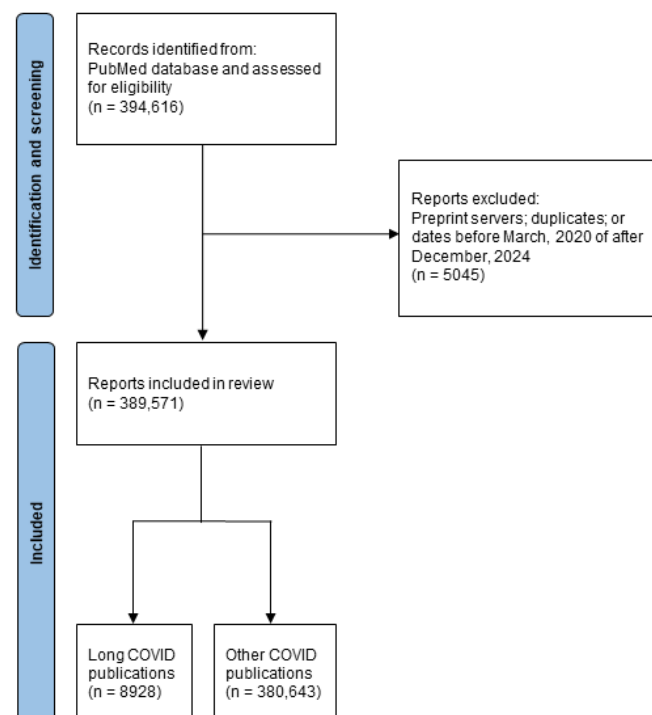 Identification and screening
Records identified from:
PubMed database and assessed
for eligibility
(n = 394,616)
Reports excluded:
Preprint servers; duplicates; or
dates before March, 2020 of after
December, 2024
(n = 5045)
Included
Reports included in review
(n = 389,571)
Long COVID
publications
(n = 8928)
Other COVID
publications
(n = 380,643)